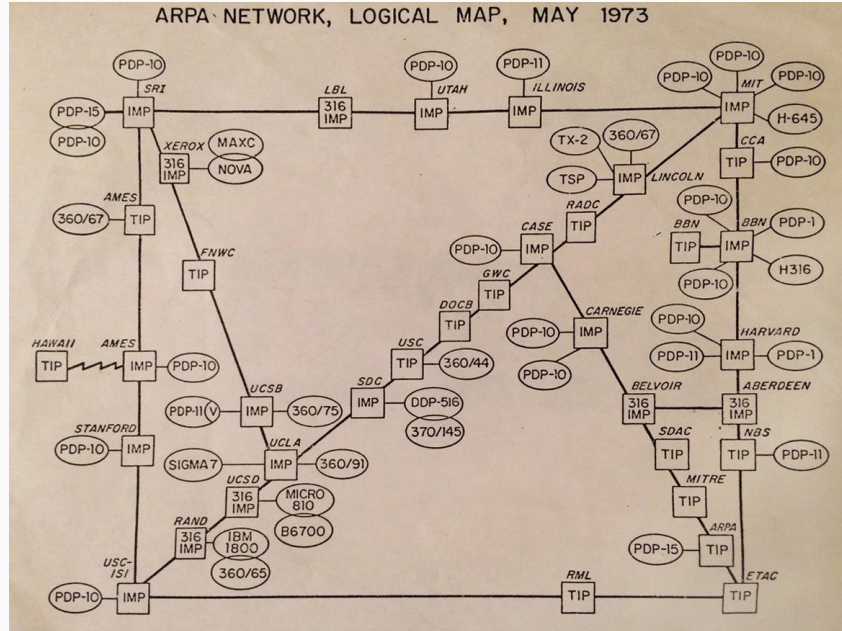 ARPA NETWORK, LOGICAL MAP, MAY 1973
PDP-10
SRI
IMP
PDP-15
PDP-10
LBL
316
IMP
PDP-10
UTAH
IMP
PDP-11
ILLINOIS
IMP
PDP-10
PDP-10
MIT
PDP-10
IMP
H-645
XEROX
316
IMP
MAXC
NOVA
TX-2
360/67
TSP
IMP
LINCOLN
CCA
TIP
PDP-10
AMES
360/67
TIP
RADC
TIP
PDP-10
BBN
TIP
BBN
IMP
PDP-1
PDP-10
H316
FNWC
TIP
CASE
PDP-10
IMP
GWC
TIP
DOCB
TIP
CARNEGIE
PDP-10
IMP
PDP-10
PDP-10
HARVARD
PDP-11
IMP
PDP-1
HAWAII
TIP
AMES
IMP
PDP-10
USC
TIP
360/44
SDC
IMP
DDP-516
370/145
BELVOIR
316
IMP
ABERDEEN
316
IMP
UCSB
PDP-11
V
IMP
360/75
STANFORD
PDP-10
IMP
UCLA
SIGMA 7
IMP
360/91
SDAC
TIP
NBS
TIP
PDP-11
UCSD
316
IMP
MICRO
810
B6700
MITRE
TIP
RAND
316
IMP
IBM
1800
360/65
ARPA
PDP-15
TIP
USC-
ISI
PDP-10
IMP
RML
TIP
ETAC
TIP